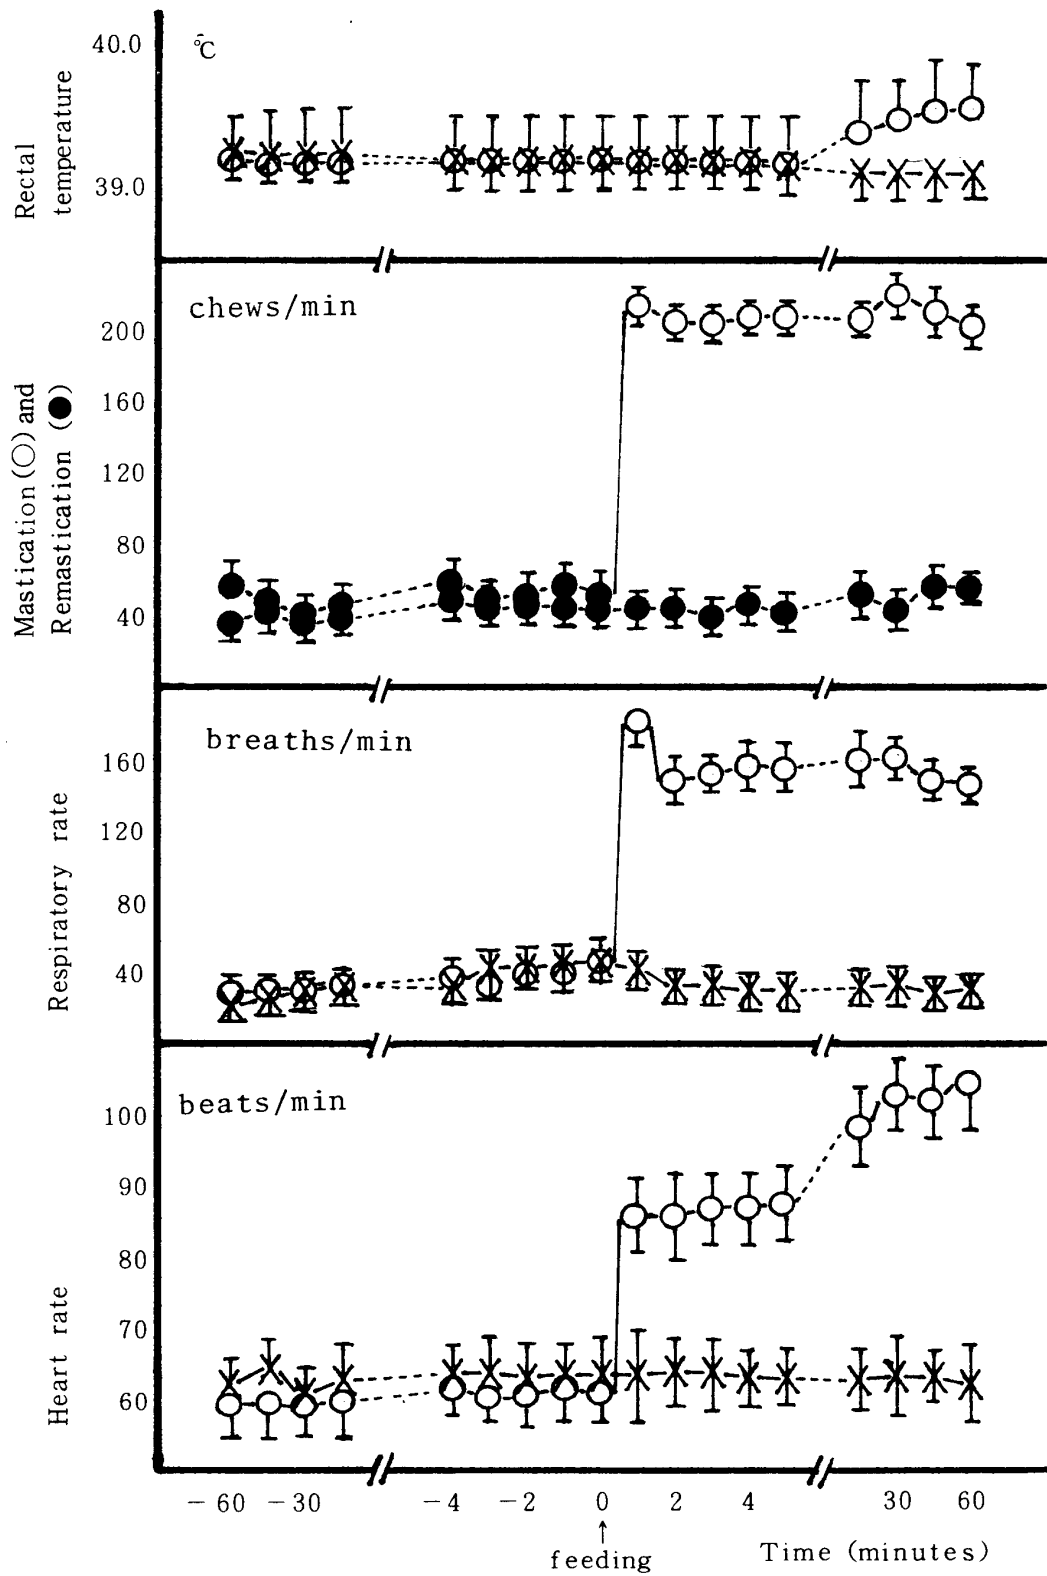 40.0
°C
39.0
Rectal
temperature
chews/min
200
160
120
80
40
Mastication (○) and
Remastication (●)
breaths/min
160
120
80
40
Respiratory rate
beats/min
100
90
80
70
60
Heart rate
−60 −30 −4 −2 0 2 4 30 60
↑
feeding
Time (minutes)